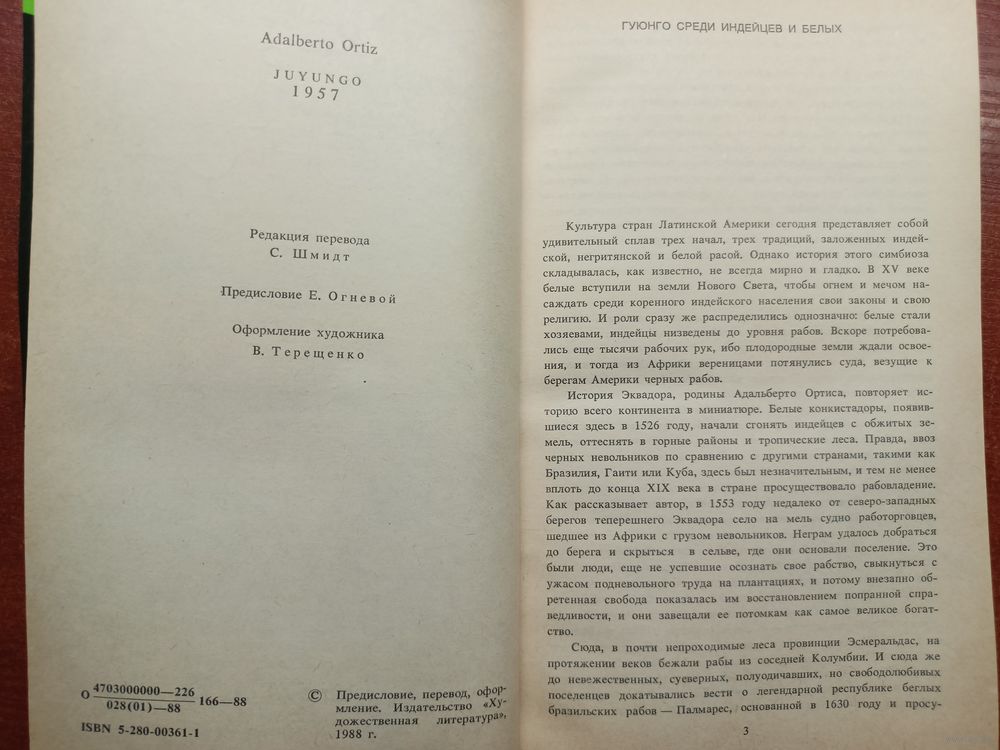 Adalberto Ortiz
JUYUNGO
1957
Редакция перевода
С. Шмидт
Предисловие Е. Огневой
Оформление художника
В. Терещенко
О 4703000000—226
028(01)—88
166—88
ISBN 5-280-00361-1
© Предисловие, перевод, офор-
мление. Издательство «Ху-
дожественная литература»,
1988 г.
ГУЮНГО СРЕДИ ИНДЕЙЦЕВ И БЕЛЫХ
Культура стран Латинской Америки сегодня представляет собой
удивительный сплав трех начал, трех традиций, заложенных индей-
ской, негритянской и белой расой. Однако история этого симбиоза
складывалась, как известно, не всегда мирно и гладко. В XV веке
белые вступили на земли Нового Света, чтобы огнем и мечом на-
саждать среди коренного индейского населения свои законы и свою
религию. И роли сразу же распределились однозначно: белые стали
хозяевами, индейцы низведены до уровня рабов. Вскоре потребова-
лись еще тысячи рабочих рук, ибо плодородные земли ждали освое-
ния, и тогда из Африки вереницами потянулись суда, везущие к
берегам Америки черных рабов.
История Эквадора, родины Адальберто Ортиса, повторяет ис-
торию всего континента в миниатюре. Белые конкистадоры, появив-
шиеся здесь в 1526 году, начали сгонять индейцев с обжитых зе-
мель, оттеснять в горные районы и тропические леса. Правда, ввоз
черных невольников по сравнению с другими странами, такими как
Бразилия, Гаити или Куба, здесь был незначительным, и тем не менее
вплоть до конца XIX века в стране просуществовало рабовладение.
Как рассказывает автор, в 1553 году недалеко от северо-западных
берегов теперешнего Эквадора село на мель судно работорговцев,
шедшее из Африки с грузом невольников. Неграм удалось добраться
до берега и скрыться в сельве, где они основали поселение. Это
были люди, еще не успевшие осознать свое рабство, свыкнуться с
ужасом подневольного труда на плантациях, и потому внезапно об-
ретенная свобода показалась им восстановлением попранной спра-
ведливости, и они завещали ее потомкам как самое великое богат-
ство.
Сюда, в почти непроходимые леса провинции Эсмеральдас, на
протяжении веков бежали рабы из соседней Колумбии. И сюда же
до невежественных, суеверных, полуодичавших, но свободолюбивых
поселенцев докатывались вести о легендарной республике беглых
бразильских рабов — Палмарес, основанной в 1630 году и просу-
3